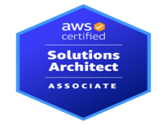 aws
certified
Solutions
Architect
ASSOCIATE